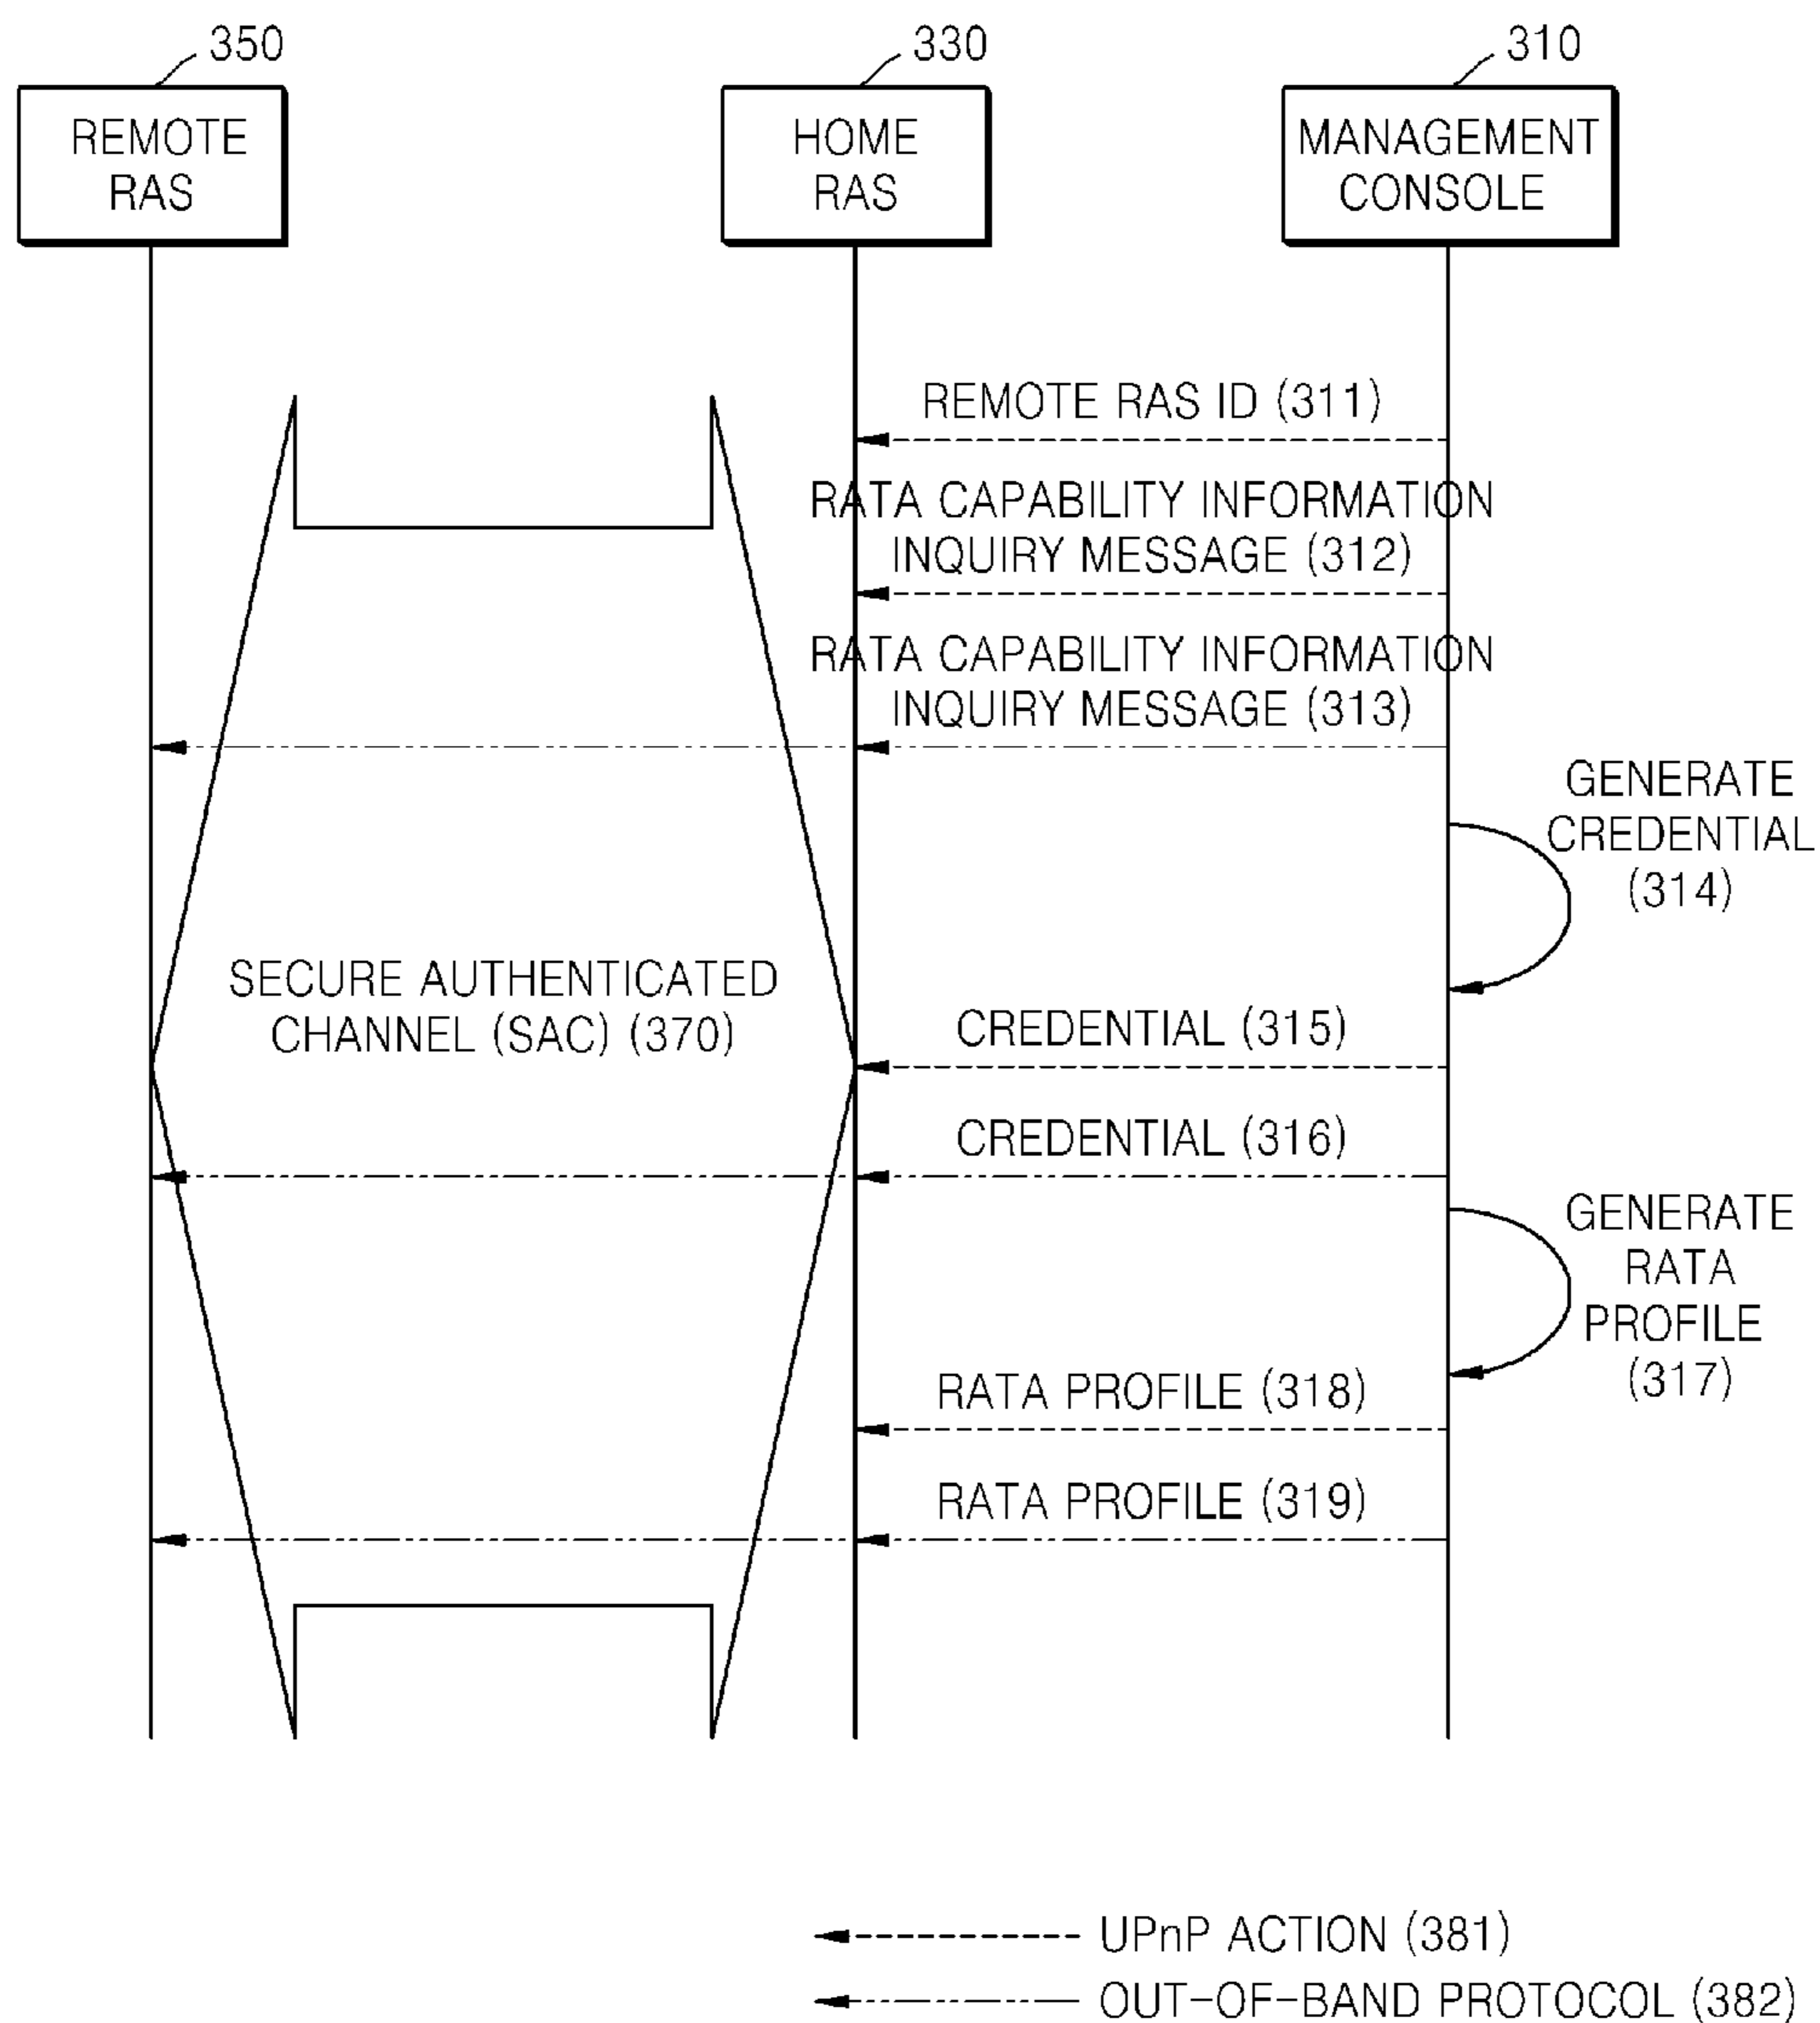 350
330
310
REMOTE
RAS
HOME
RAS
MANAGEMENT
CONSOLE
REMOTE RAS ID (311)
RATA CAPABILITY INFORMATION
INQUIRY MESSAGE (312)
RATA CAPABILITY INFORMATION
INQUIRY MESSAGE (313)
GENERATE
CREDENTIAL
(314)
SECURE AUTHENTICATED
CHANNEL (SAC) (370)
CREDENTIAL (315)
CREDENTIAL (316)
GENERATE
RATA
PROFILE
(317)
RATA PROFILE (318)
RATA PROFILE (319)
UPnP ACTION (381)
OUT-OF-BAND PROTOCOL (382)